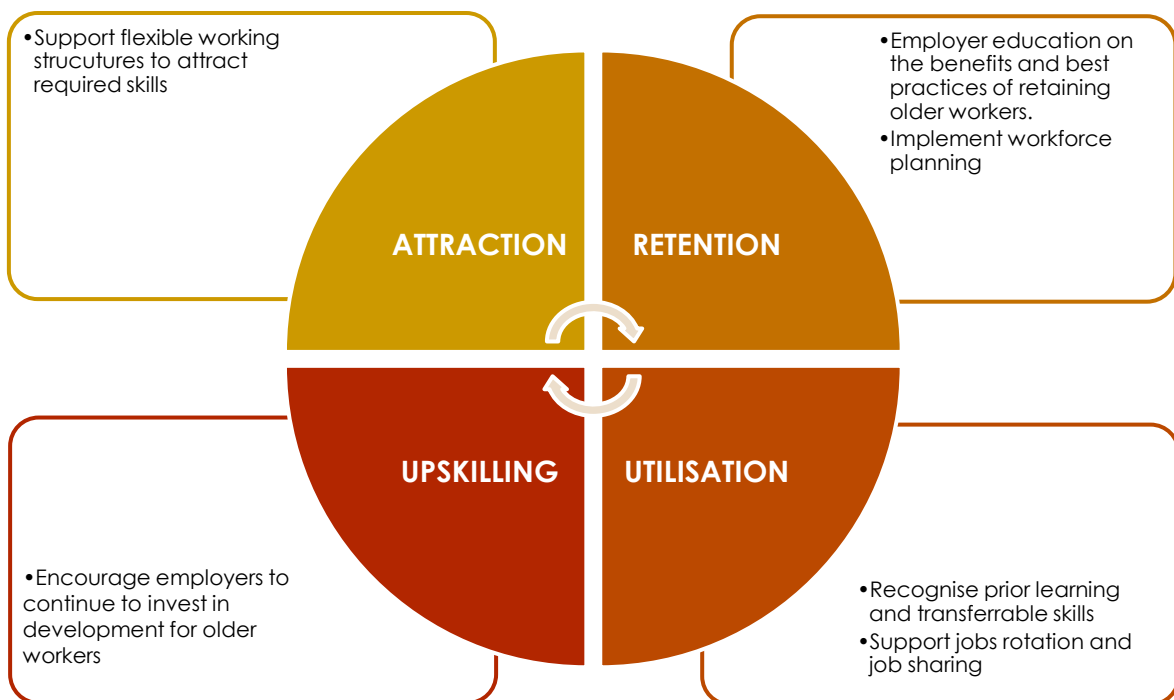 •Support flexible working
strucutures to attract
required skills
•Employer education on
the benefits and best
practices of retaining
older workers.
•Implement workforce
planning
ATTRACTION
RETENTION
UPSKILLING
UTILISATION
•Encourage employers to
continue to invest in
development for older
workers
•Recognise prior learning
and transferrable skills
•Support jobs rotation and
job sharing